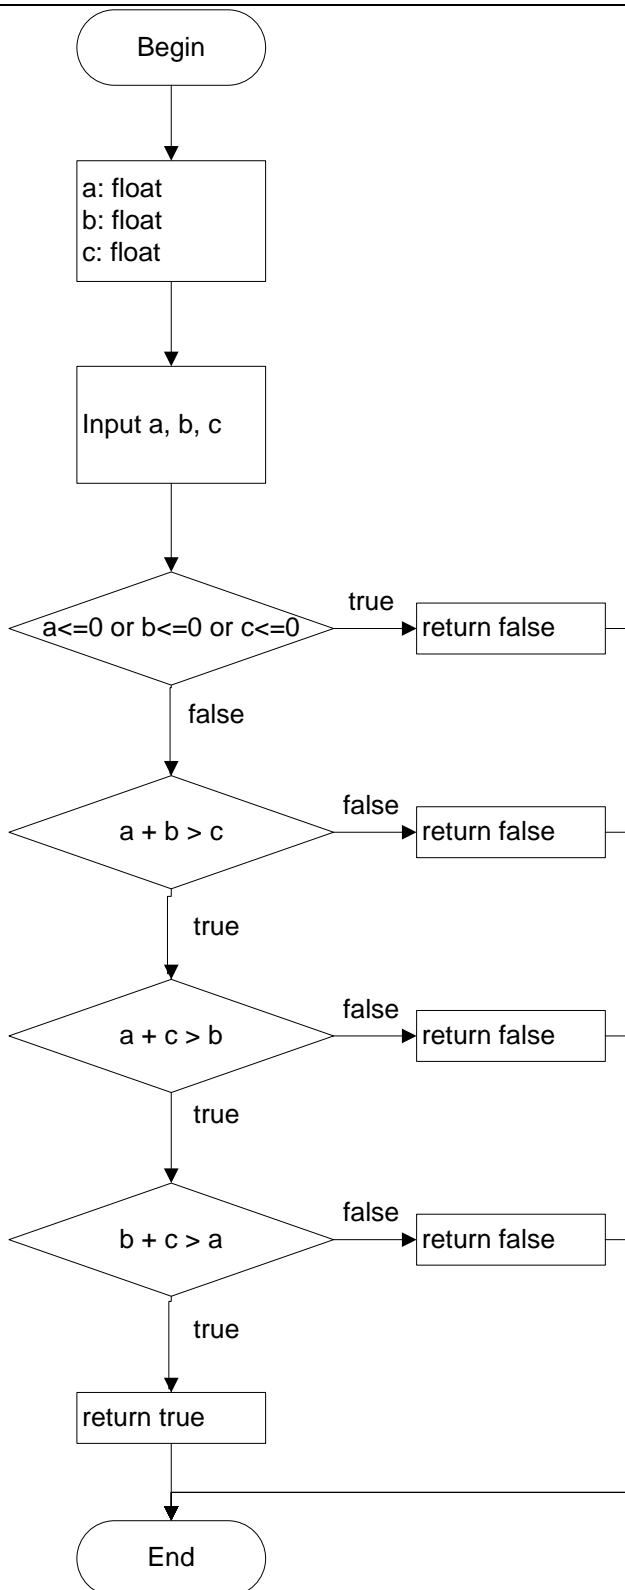 Begin
a: float
b: float
c: float
Input a, b, c
a<=0 or b<=0 or c<=0
true
return false
false
a + b > c
false
return false
true
a + c > b
false
return false
true
b + c > a
false
return false
true
return true
End